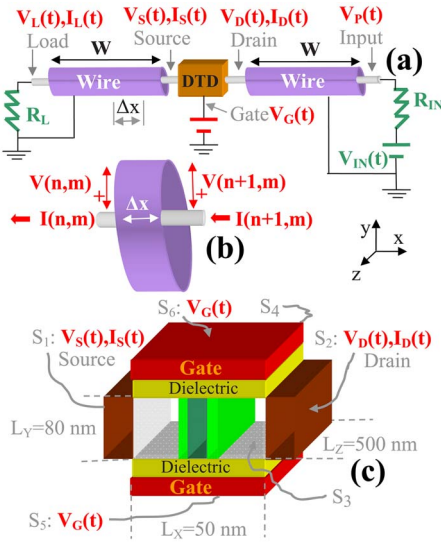 V_L(t),I_L(t) V_S(t),I_S(t) V_D(t),I_D(t) V_P(t)
Load W Source Drain W Input (a)
Wire DTD Wire
R_L Δx Gate V_G(t) R_IN
V_IN(t)
V(n,m) V(n+1,m)
+ Δx +
I(n,m) I(n+1,m)
(b)
y x
z
S_6: V_G(t) S_4
S_1: V_S(t),I_S(t) Source
S_2: V_D(t),I_D(t) Drain
Gate
Dielectric
L_Y=80 nm L_Z=500 nm
Dielectric (c)
Gate S_3
S_5: V_G(t) L_X=50 nm